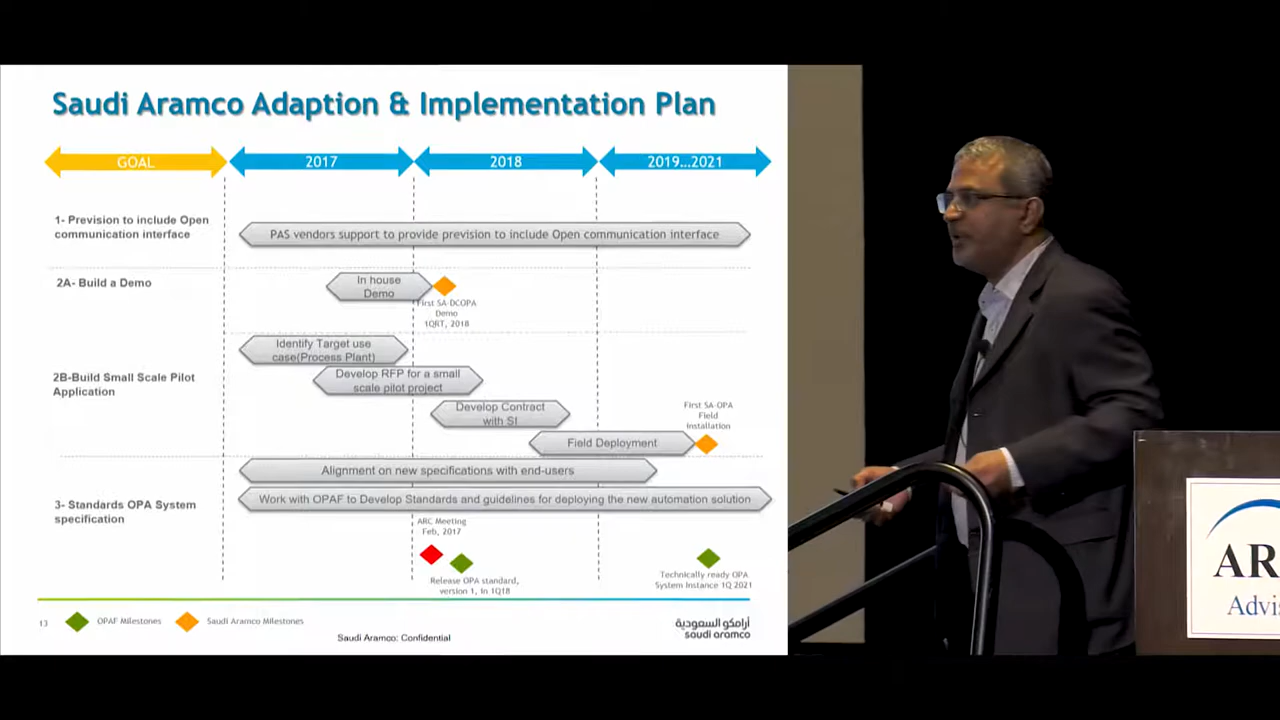 Saudi Aramco Adaption & Implementation Plan
GOAL
2017
2018
2019...2021
1- Prevision to include Open
communication interface
PAS vendors support to provide prevision to include Open communication interface
2A- Build a Demo
In house
Demo
First SA-DCOPA
Demo
1QRT, 2018
2B-Build Small Scale Pilot
Application
Identify Target use
case(Process Plant)
Develop RFP for a small
scale pilot project
Develop Contract
with SI
Field Deployment
First SA-OPA
Field
Installation
3- Standards OPA System
specification
Alignment on new specifications with end-users
Work with OPAF to Develop Standards and guidelines for deploying the new automation solution
ARC Meeting
Feb, 2017
Release OPA standard,
version 1, in 1Q18
Technically ready OPA
System Instance 1Q 2021
13
OPAF Milestones
Saudi Aramco Milestones
Saudi Aramco: Confidential
أرامكو السعودية
saudi aramco
AR
Advis